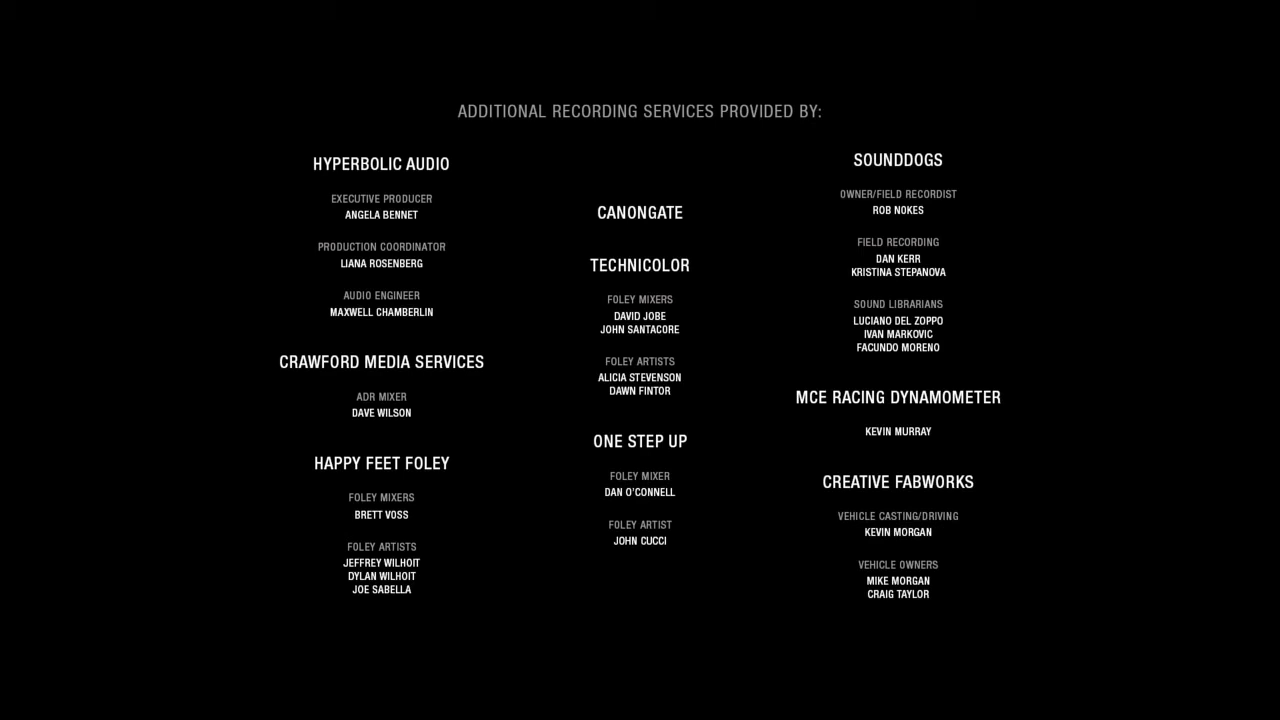 ADDITIONAL RECORDING SERVICES PROVIDED BY:
HYPERBOLIC AUDIO
EXECUTIVE PRODUCER
ANGELA BENNET
PRODUCTION COORDINATOR
LIANA ROSENBERG
AUDIO ENGINEER
MAXWELL CHAMBERLIN
CRAWFORD MEDIA SERVICES
ADR MIXER
DAVE WILSON
HAPPY FEET FOLEY
FOLEY MIXERS
BRETT VOSS
FOLEY ARTISTS
JEFFREY WILHOIT
DYLAN WILHOIT
JOE SABELLA
CANONGATE
TECHNICOLOR
FOLEY MIXERS
DAVID JOBE
JOHN SANTACORE
FOLEY ARTISTS
ALICIA STEVENSON
DAWN FINTOR
ONE STEP UP
FOLEY MIXER
DAN O'CONNELL
FOLEY ARTIST
JOHN CUCCI
SOUNDDOGS
OWNER/FIELD RECORDIST
ROB NOKES
FIELD RECORDING
DAN KERR
KRISTINA STEPANOVA
SOUND LIBRARIANS
LUCIANO DEL ZOPPO
IVAN MARKOVIC
FACUNDO MORENO
MCE RACING DYNAMOMETER
KEVIN MURRAY
CREATIVE FABWORKS
VEHICLE CASTING/DRIVING
KEVIN MORGAN
VEHICLE OWNERS
MIKE MORGAN
CRAIG TAYLOR